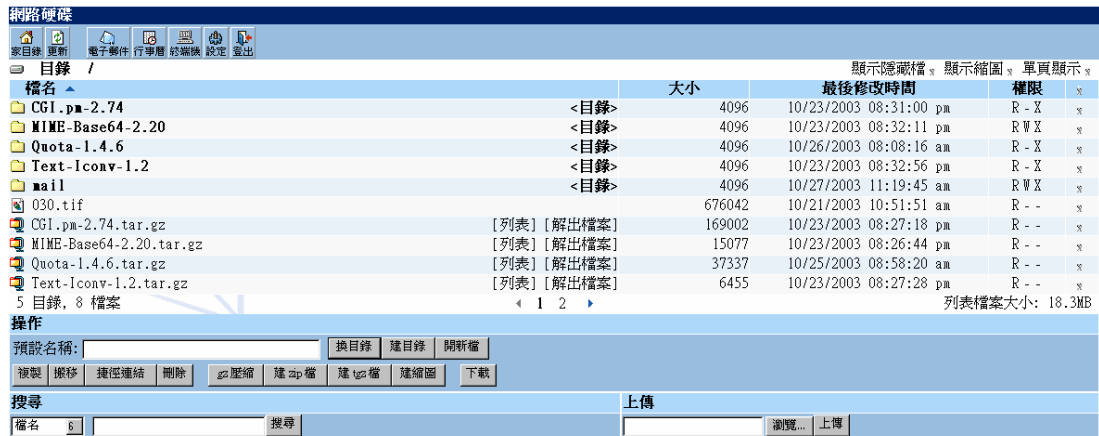 網路硬碟
家目錄 更新 電子郵件 行事曆 終端機 設定 登出
目錄 / 顯示隱藏檔 顯示縮圖 單頁顯示
檔名 大小 最後修改時間 權限
CGI.pm-2.74 <目錄> 4096 10/23/2003 08:31:00 pm R - X
MIME-Base64-2.20 <目錄> 4096 10/23/2003 08:32:11 pm R W X
Quota-1.4.6 <目錄> 4096 10/26/2003 08:08:16 am R - X
Text-Iconv-1.2 <目錄> 4096 10/23/2003 08:32:56 pm R - X
mail <目錄> 4096 10/27/2003 11:19:45 am R W X
030.tif 676042 10/21/2003 10:51:51 am R - -
CGI.pm-2.74.tar.gz [列表] [解出檔案] 169002 10/23/2003 08:27:18 pm R - -
MIME-Base64-2.20.tar.gz [列表] [解出檔案] 15077 10/23/2003 08:26:44 pm R - -
Quota-1.4.6.tar.gz [列表] [解出檔案] 37337 10/25/2003 08:58:20 am R - -
Text-Iconv-1.2.tar.gz [列表] [解出檔案] 6455 10/23/2003 08:27:28 pm R - -
5 目錄, 8 檔案 1 2 列表檔案大小: 18.3MB
操作
預設名稱: 換目錄 建目錄 開新檔
複製 搬移 捷徑連結 刪除 gz壓縮 建 zip 檔 建 tgz 檔 建縮圖 下載
搜尋 上傳
檔名 6 搜尋 瀏覽... 上傳